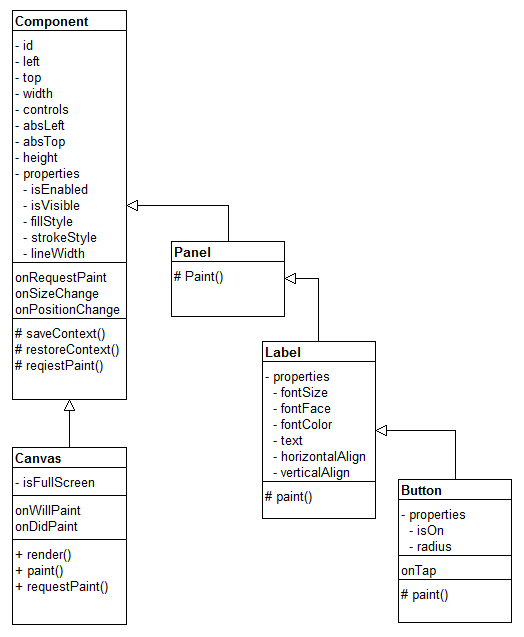 Component
- id
- left
- top
- width
- controls
- absLeft
- absTop
- height
- properties
- isEnabled
- isVisible
- fillStyle
- strokeStyle
- lineWidth
onRequestPaint
onSizeChange
onPositionChange
# saveContext()
# restoreContext()
# reqiestPaint()
Panel
# Paint()
Label
- properties
- fontSize
- fontFace
- fontColor
- text
- horizontalAlign
- verticalAlign
# paint()
Canvas
- isFullScreen
onWillPaint
onDidPaint
+ render()
+ paint()
+ requestPaint()
Button
- properties
- isOn
- radius
onTap
# paint()